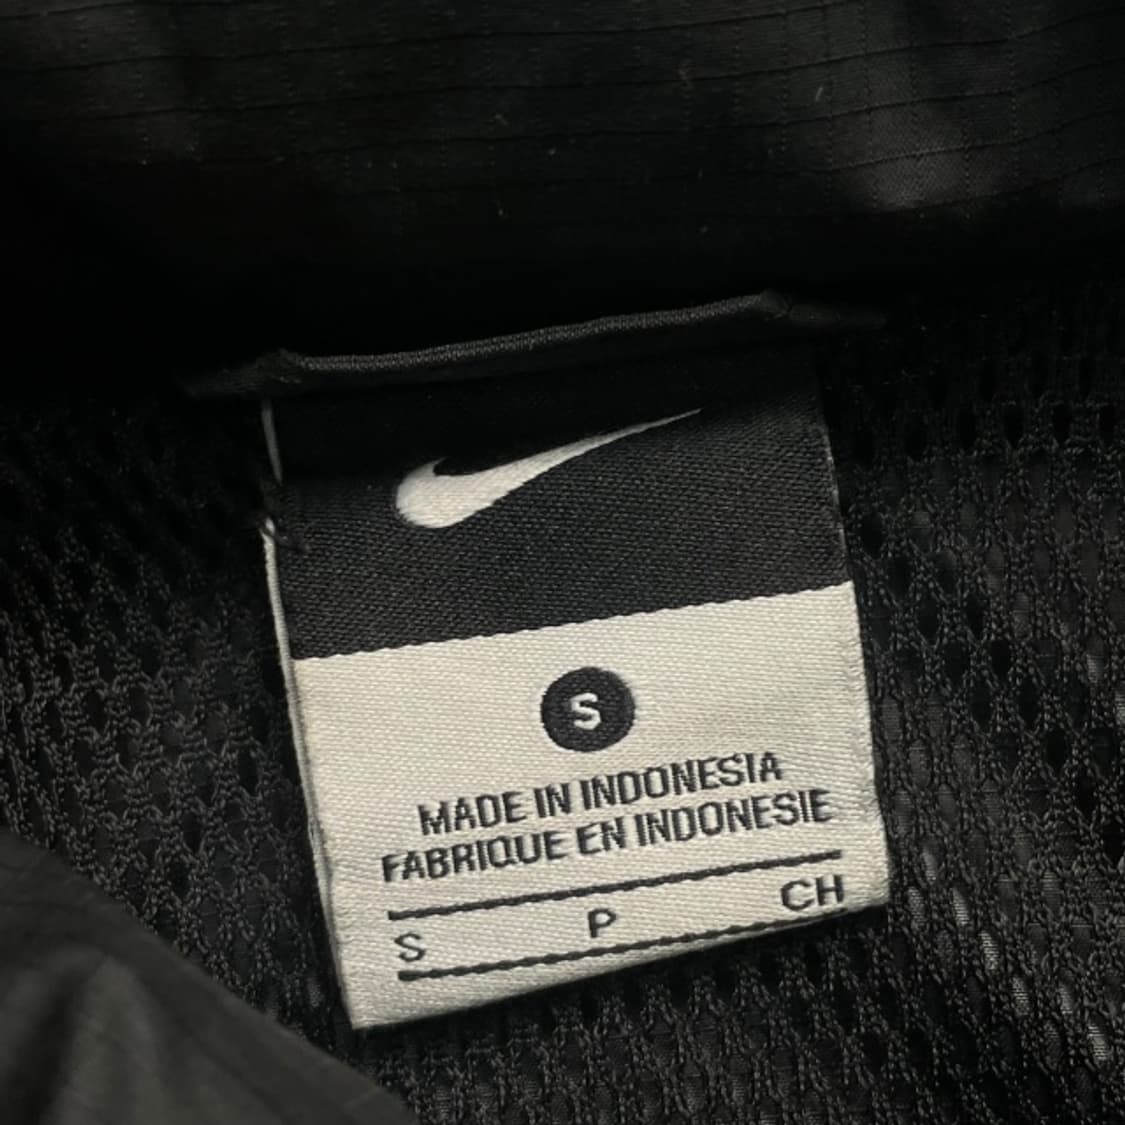 S
MADE IN INDONESIA
FABRIQUE EN INDONESIE
S P CH